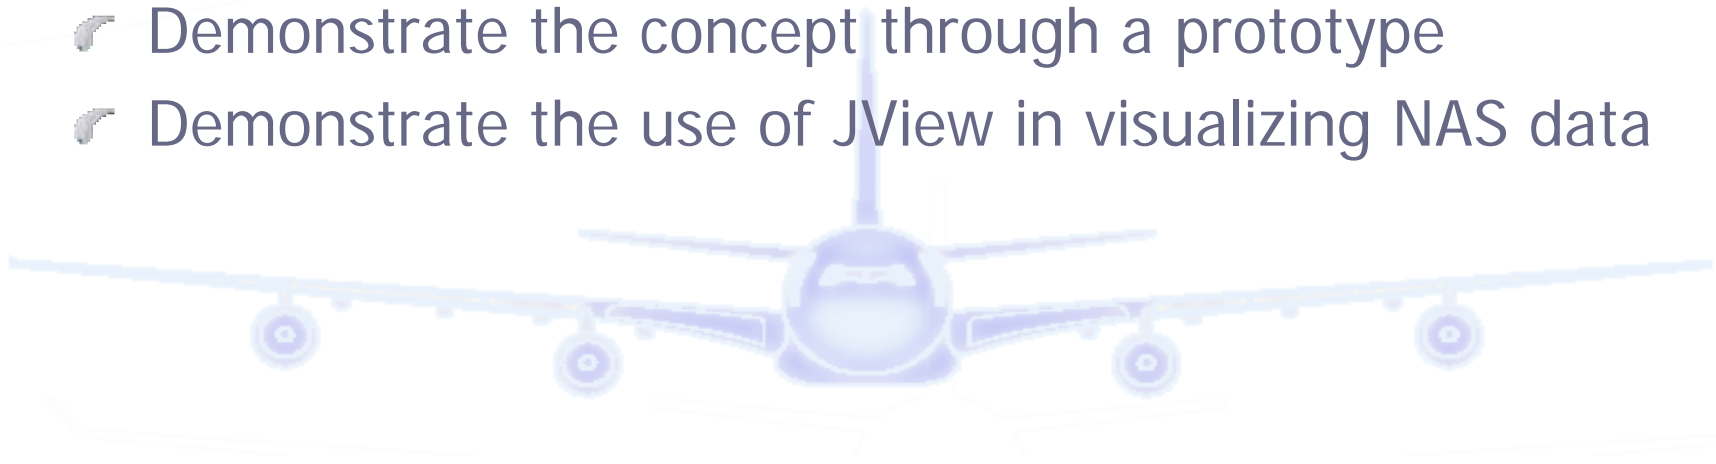 Demonstrate the concept through a prototype
Demonstrate the use of JView in visualizing NAS data